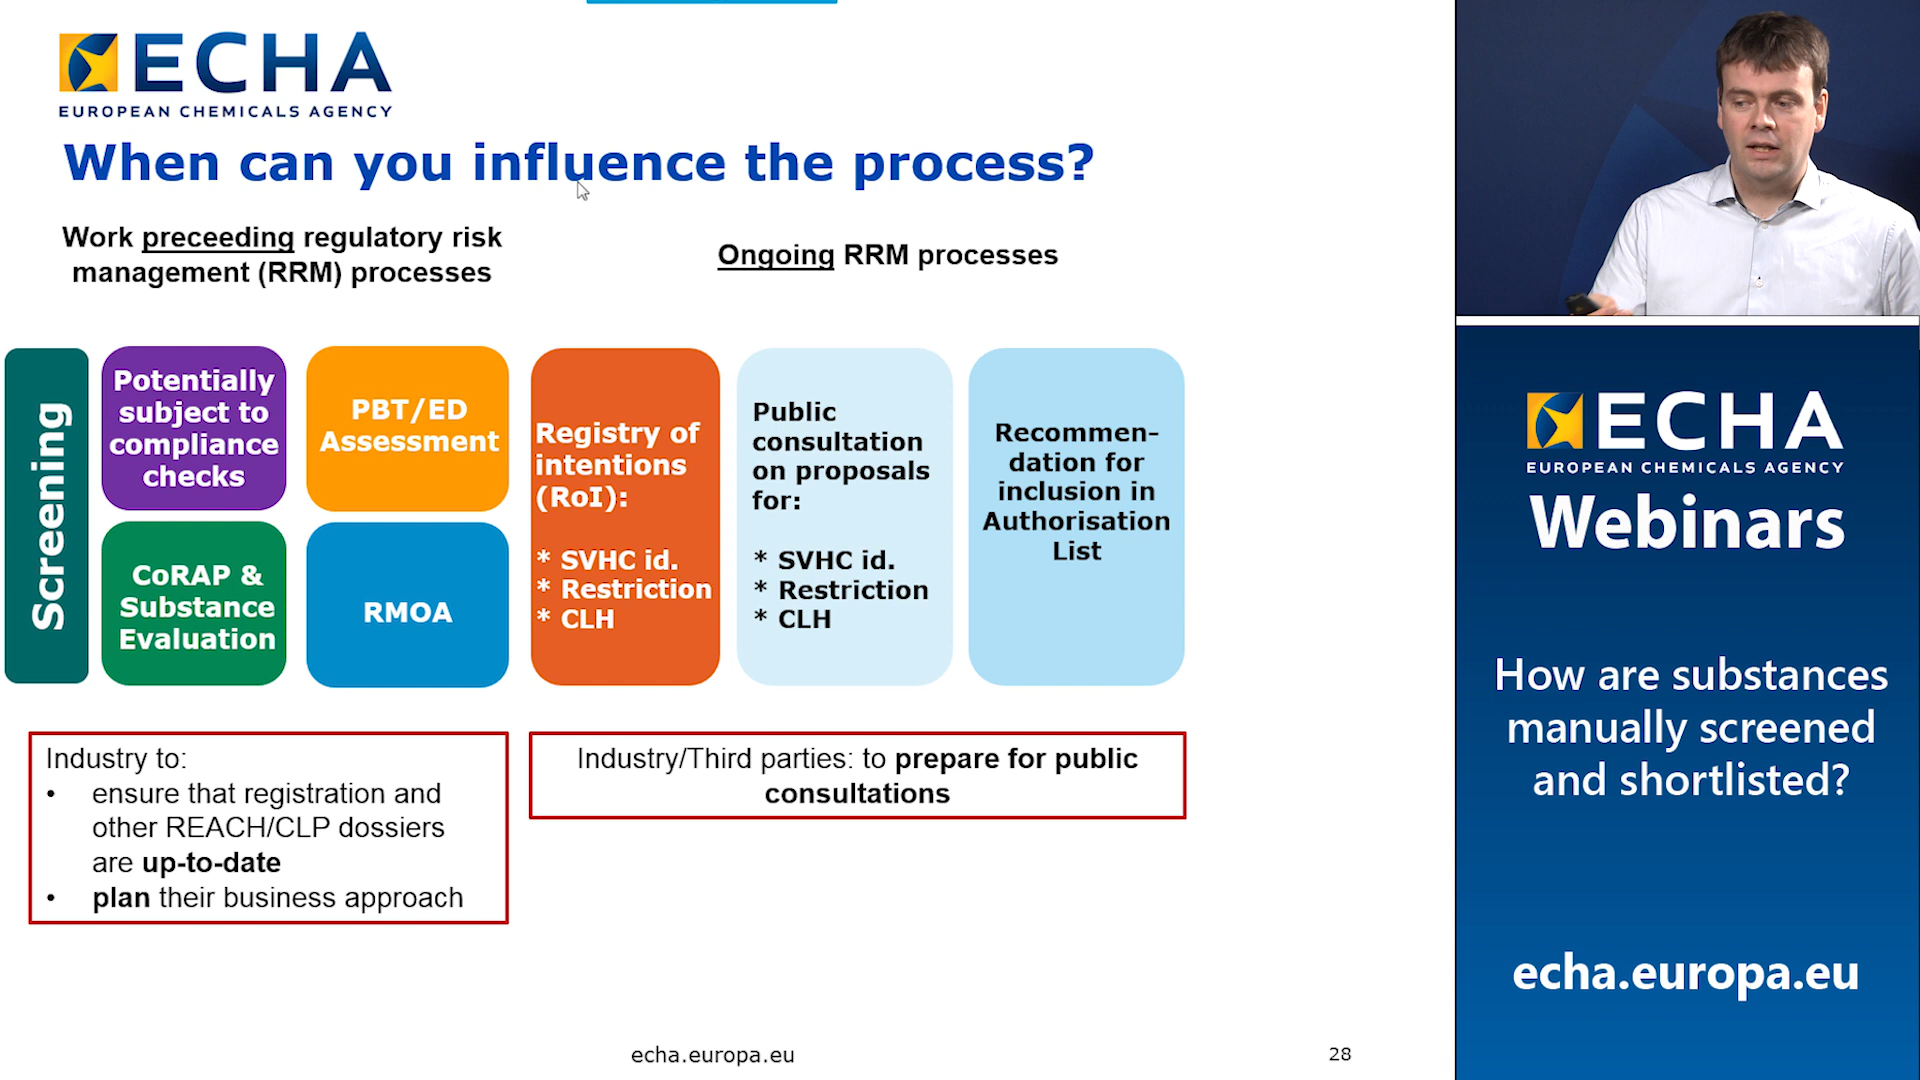 ECHA
EUROPEAN CHEMICALS AGENCY
When can you influence the process?
Work preceeding regulatory risk
management (RRM) processes
Ongoing RRM processes
Screening
Potentially
subject to
compliance
checks
PBT/ED
Assessment
CoRAP &
Substance
Evaluation
RMOA
Registry of
intentions
(RoI):
* SVHC id.
* Restriction
* CLH
Public
consultation
on proposals
for:
* SVHC id.
* Restriction
* CLH
Recommen-
dation for
inclusion in
Authorisation
List
Industry to:
• ensure that registration and
other REACH/CLP dossiers
are up-to-date
• plan their business approach
Industry/Third parties: to prepare for public
consultations
echa.europa.eu
28
ECHA
EUROPEAN CHEMICALS AGENCY
Webinars
How are substances
manually screened
and shortlisted?
echa.europa.eu